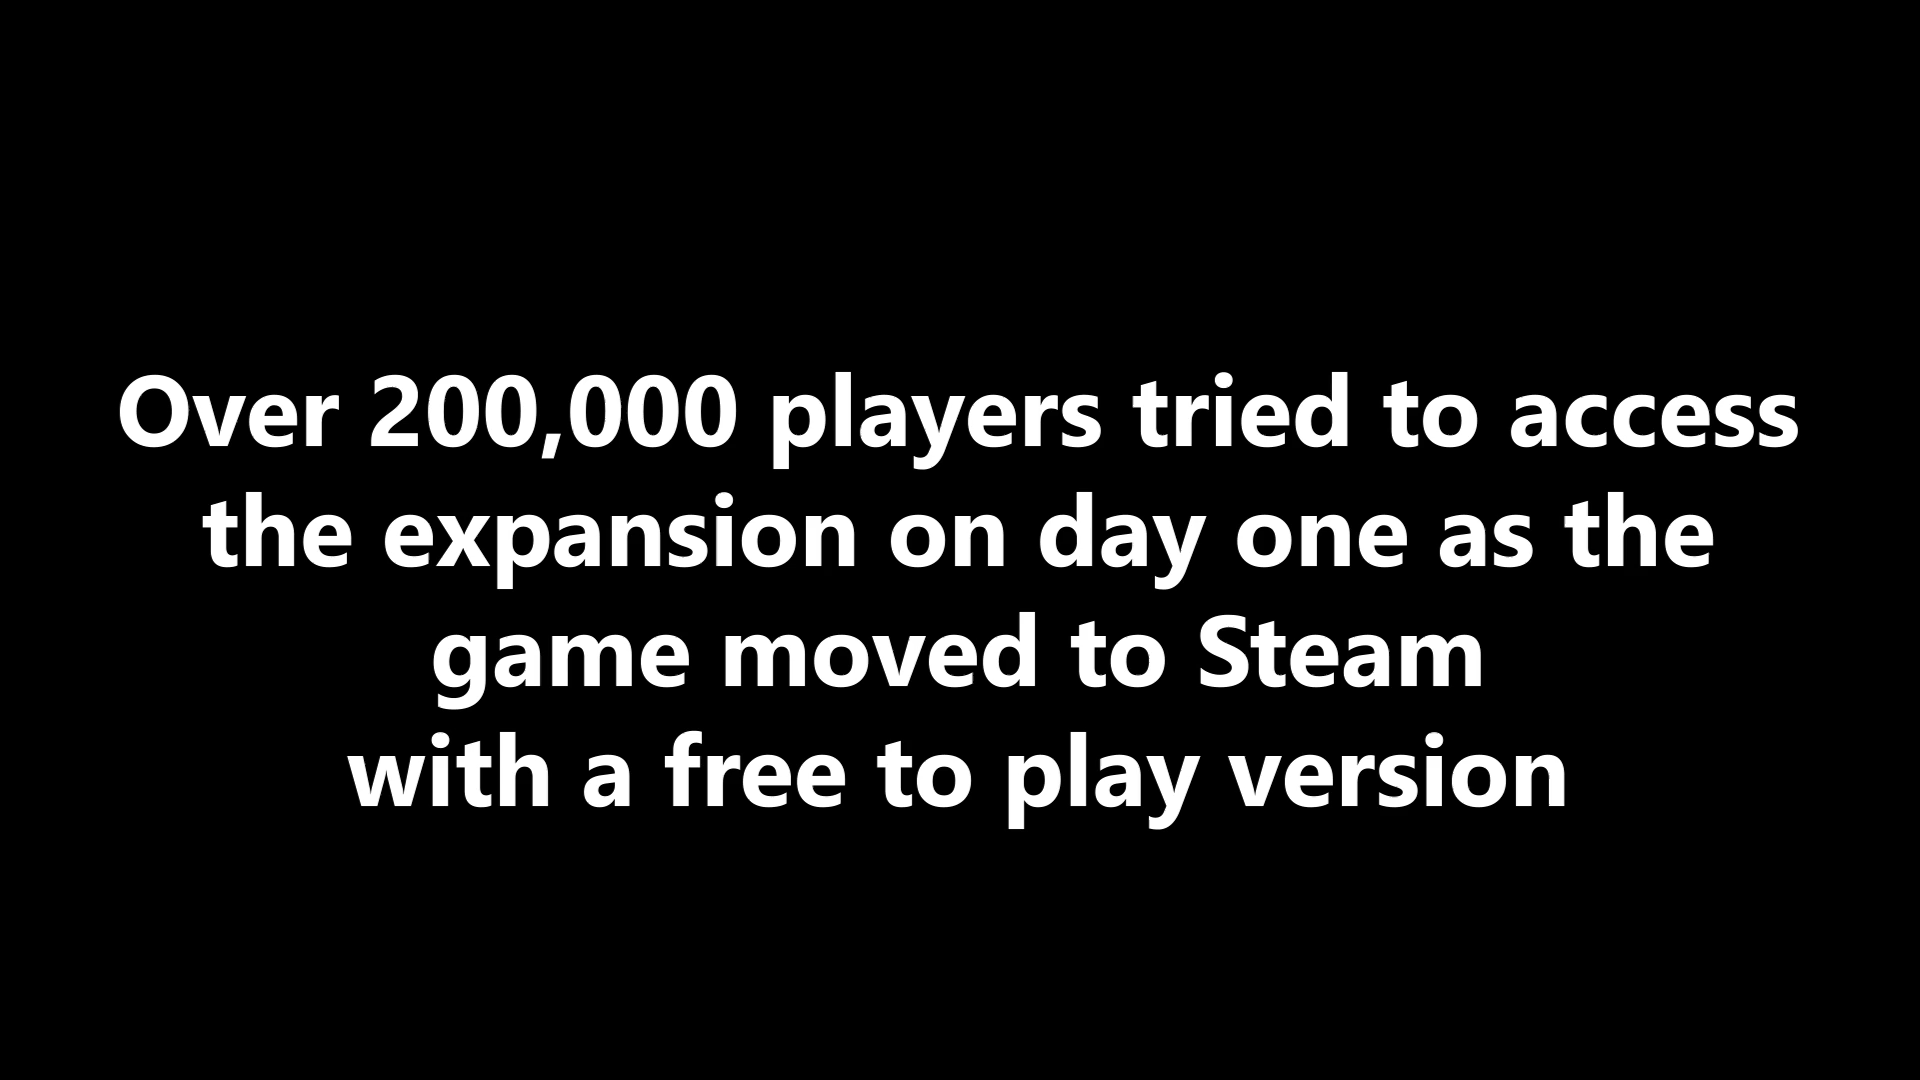 Over 200,000 players tried to access
the expansion on day one as the
game moved to Steam
with a free to play version